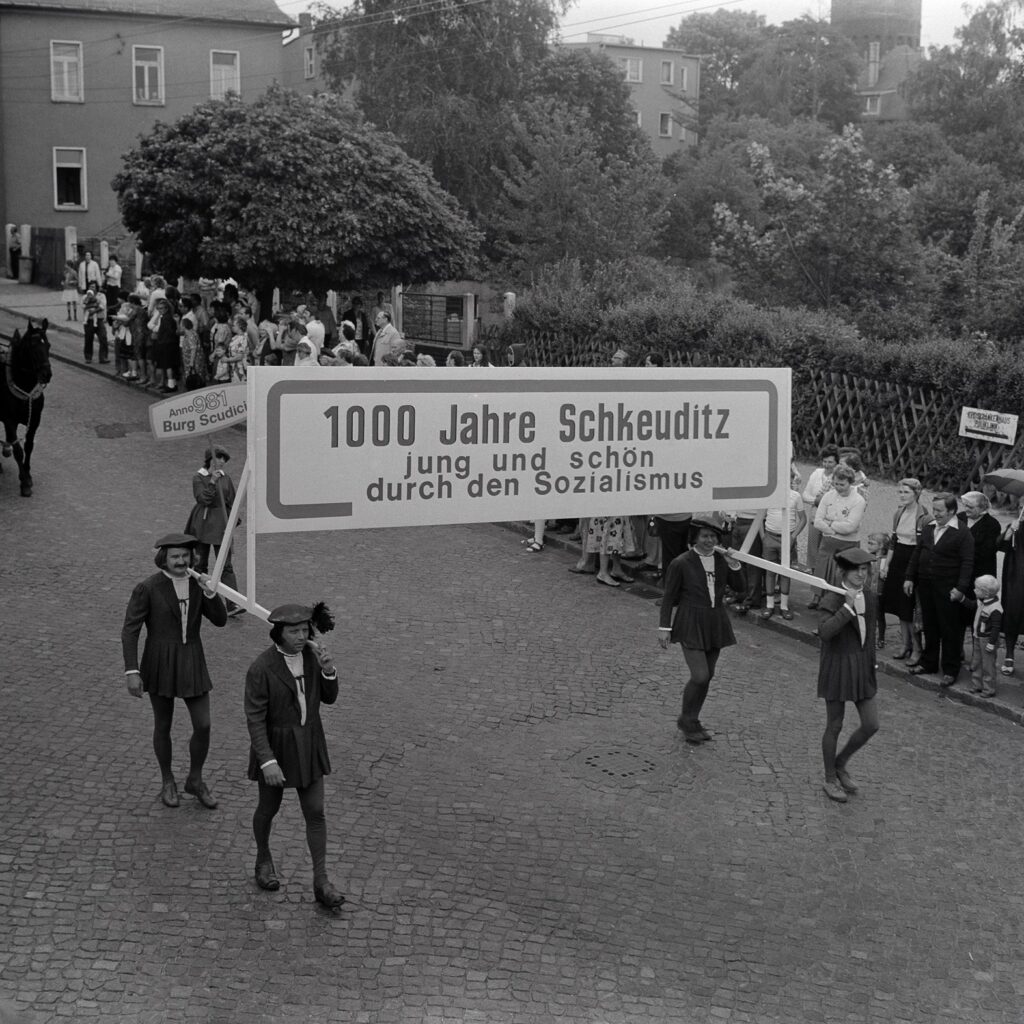 Anno 981
Burg Scudici
1000 Jahre Schkeuditz
jung und schön
durch den Sozialismus